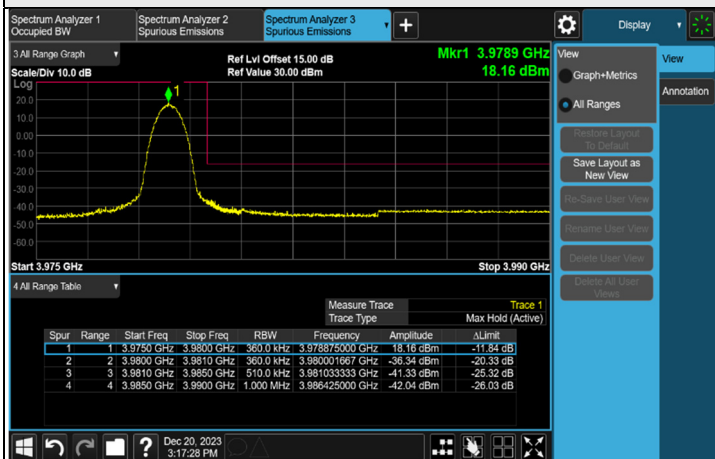 Spectrum Analyzer 1
Occupied BW
Spectrum Analyzer 2
Spurious Emissions
Spectrum Analyzer 3
Spurious Emissions
Display
3 All Range Graph
Scale/Div 10.0 dB
Ref Lvl Offset 15.00 dB
Ref Value 30.00 dBm
Mkr1 3.9789 GHz
18.16 dBm
Log
20.0
10.0
0.00
-10.0
-20.0
-30.0
-40.0
-50.0
-60.0
1
Start 3.975 GHz
Stop 3.990 GHz
4 All Range Table
Measure Trace Trace 1
Trace Type Max Hold (Active)
Spur Range Start Freq Stop Freq RBW Frequency Amplitude ΔLimit
1 1 3.9750 GHz 3.9800 GHz 360.0 kHz 3.978875000 GHz 18.16 dBm -11.84 dB
2 2 3.9800 GHz 3.9810 GHz 360.0 kHz 3.980001667 GHz -36.34 dBm -20.33 dB
3 3 3.9810 GHz 3.9850 GHz 510.0 kHz 3.981033333 GHz -41.33 dBm -25.32 dB
4 4 3.9850 GHz 3.9900 GHz 1.000 MHz 3.986425000 GHz -42.04 dBm -26.03 dB
View
Graph+Metrics
All Ranges
Restore Layout
To Default
Save Layout as
New View
Re-Save User View
Rename User View
Delete User View
Delete All User
Views
View
Annotation
?
Dec 20, 2023
3:17:28 PM